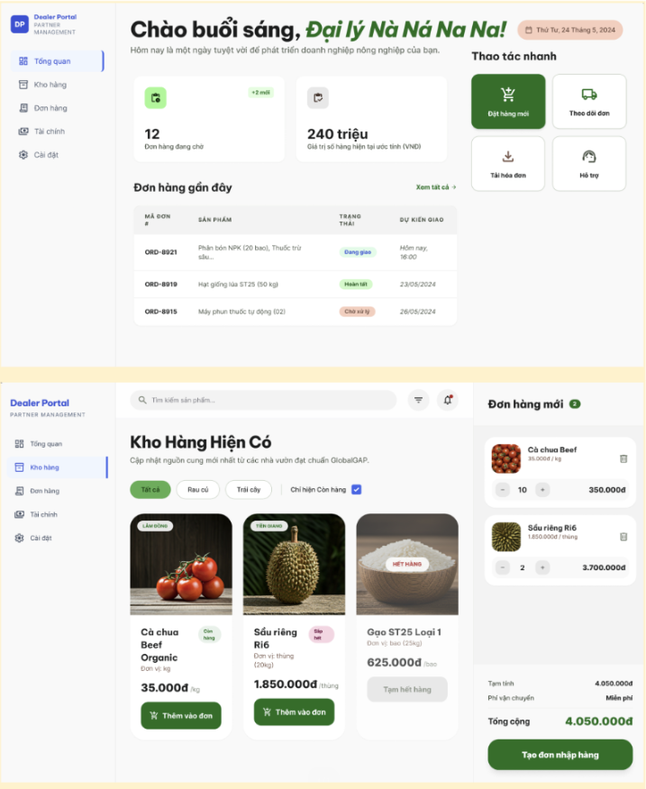 DP
Dealer Portal
PARTNER
MANAGEMENT
Tổng quan
Kho hàng
Đơn hàng
Tài chính
Cài đặt
Chào buổi sáng, Đại lý Nà Ná Na Na!
Thứ Tư, 24 Tháng 5, 2024
Hôm nay là một ngày tuyệt vời để phát triển doanh nghiệp nông nghiệp của bạn.
+2 mới
12
Đơn hàng đang chờ
240 triệu
Giá trị số hàng hiện tại ước tính (VND)
Thao tác nhanh
Đặt hàng mới
Theo dõi đơn
Tải hóa đơn
Hỗ trợ
Đơn hàng gần đây
Xem tất cả →
MÃ ĐƠN
#
SẢN PHẨM
TRẠNG
THÁI
DỰ KIẾN GIAO
ORD-8921
Phân bón NPK (20 bao), Thuốc trừ
sâu...
Đang giao
Hôm nay,
16:00
ORD-8919
Hạt giống lúa ST25 (50 kg)
Hoàn tất
23/05/2024
ORD-8915
Máy phun thuốc tự động (02)
Chờ xử lý
26/05/2024
Dealer Portal
PARTNER MANAGEMENT
Tổng quan
Kho hàng
Đơn hàng
Tài chính
Cài đặt
Tìm kiếm sản phẩm...
Kho Hàng Hiện Có
Cập nhật nguồn cung mới nhất từ các nhà vườn đạt chuẩn GlobalGAP.
Tất cả
Rau củ
Trái cây
Chỉ hiện Còn hàng
LÂM ĐỒNG
Cà chua
Beef
Organic
Còn
hàng
Đơn vị: kg
35.000đ /kg
Thêm vào đơn
TIỀN GIANG
Sầu riêng
Ri6
Sắp
hết
Đơn vị: thùng
(20kg)
1.850.000đ /thùng
Thêm vào đơn
HẾT HÀNG
Gạo ST25 Loại 1
Đơn vị: bao (25kg)
625.000đ /bao
Tạm hết hàng
Đơn hàng mới 2
Cà chua Beef
35.000đ / kg
− 10 +
350.000đ
Sầu riêng Ri6
1.850.000đ / thùng
− 2 +
3.700.000đ
Tạm tính
4.050.000đ
Phí vận chuyển
Miễn phí
Tổng cộng
4.050.000đ
Tạo đơn nhập hàng